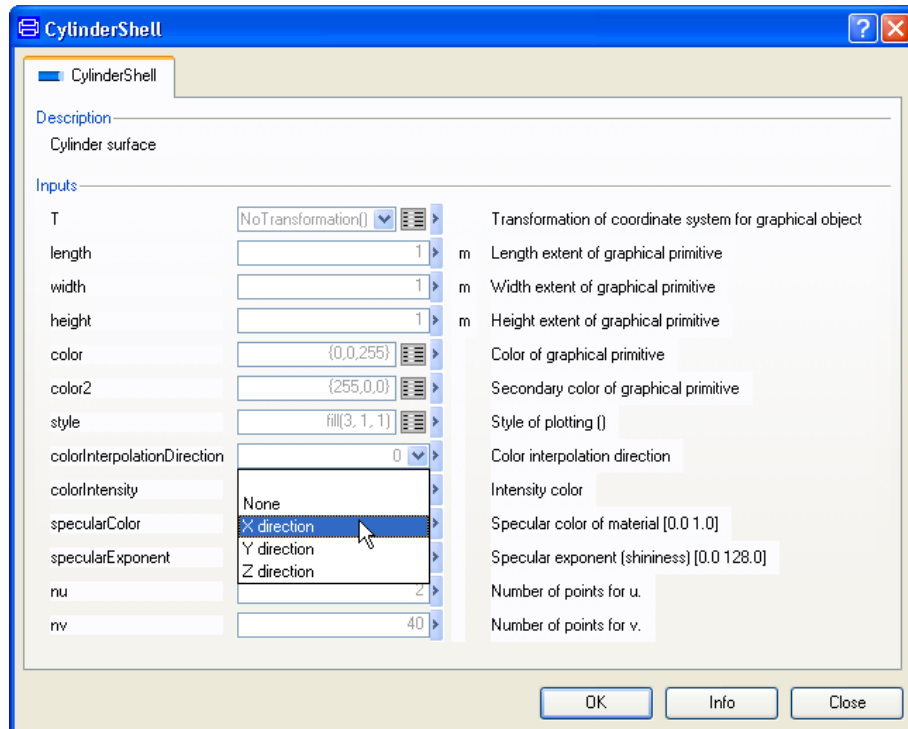 CylinderShell
CylinderShell
Description
Cylinder surface
Inputs
T NoTransformation() Transformation of coordinate system for graphical object
length 1 m Length extent of graphical primitive
width 1 m Width extent of graphical primitive
height 1 m Height extent of graphical primitive
color {0,0,255} Color of graphical primitive
color2 {255,0,0} Secondary color of graphical primitive
style fill(3, 1, 1) Style of plotting ()
colorInterpolationDirection 0 Color interpolation direction
colorIntensity Intensity color
None
specularColor X direction Specular color of material [0.0 1.0]
specularExponent Y direction Specular exponent (shininess) [0.0 128.0]
Z direction
nu 2 Number of points for u.
nv 40 Number of points for v.
OK Info Close